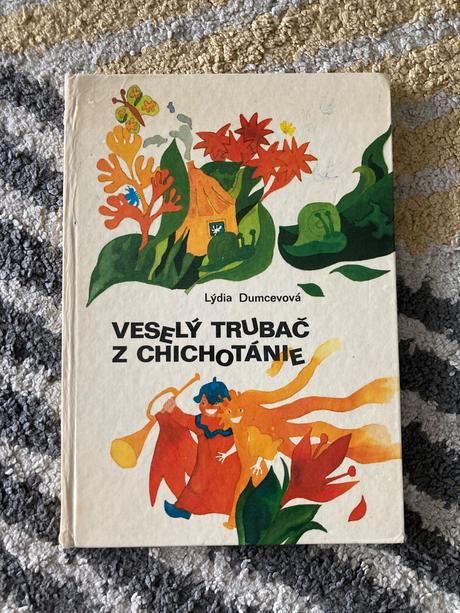 Lýdia Dumcevová
VESELÝ TRUBAČ
Z CHICHOTÁNIE